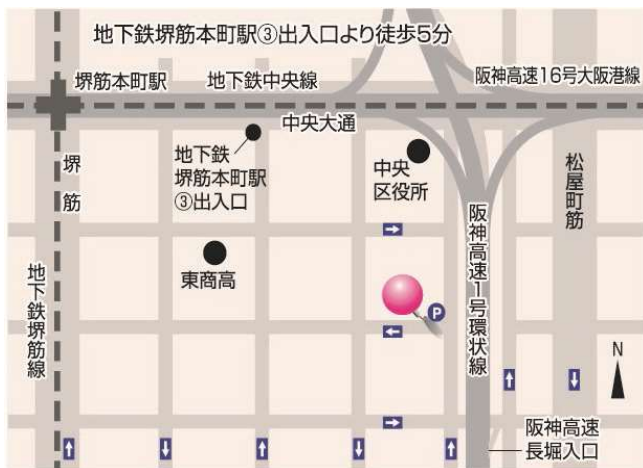 地下鉄堺筋本町駅③出入口より徒歩5分
堺筋本町駅
地下鉄中央線
阪神高速16号大阪港線
中央大通
地下鉄
堺筋本町駅
③出入口
中央
区役所
堺筋
松屋町筋
東商高
地下鉄堺筋線
阪神高速1号環状線
P
N
阪神高速
長堀入口